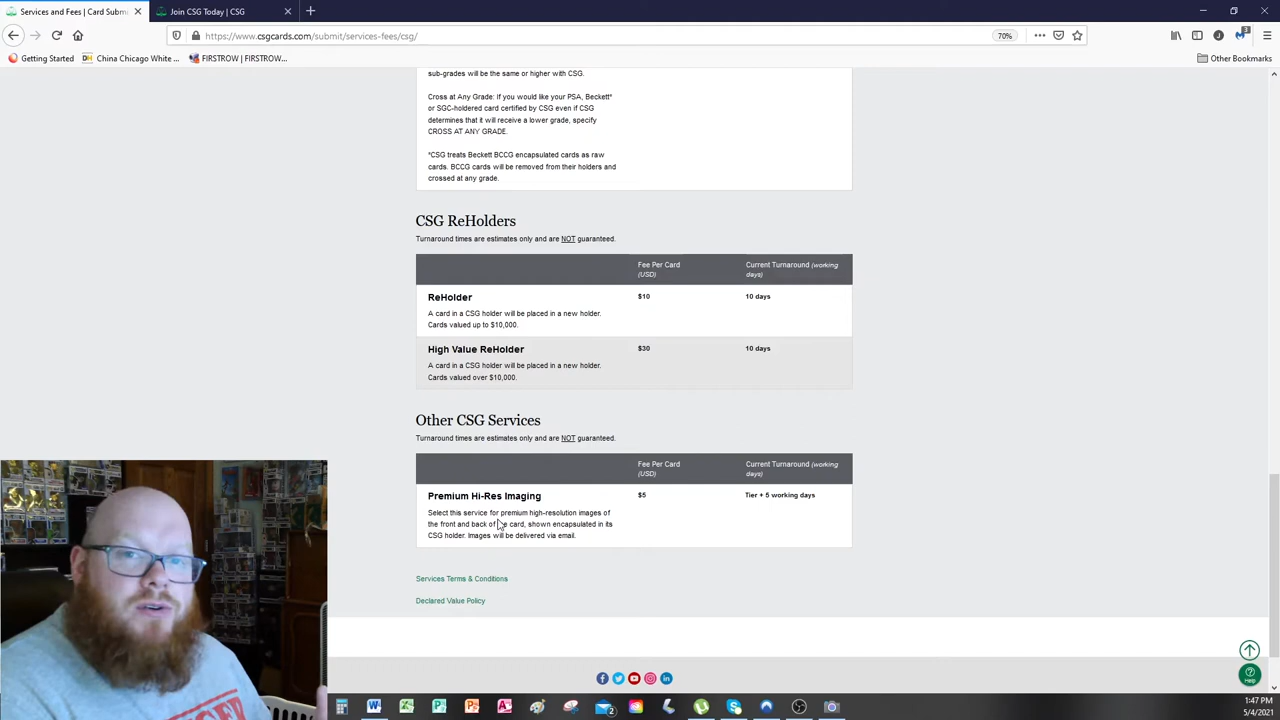 Services and Fees | Card Submi
Join CSG Today | CSG
https://www.csgcards.com/submit/services-fees/csg/
70%
Getting Started
China Chicago White ...
FIRSTROW | FIRSTROW...
Other Bookmarks
sub-grades will be the same or higher with CSG.
Cross at Any Grade: If you would like your PSA, Beckett*
or SGC-holdered card certified by CSG even if CSG
determines that it will receive a lower grade, specify
CROSS AT ANY GRADE.
*CSG treats Beckett BCCG encapsulated cards as raw
cards. BCCG cards will be removed from their holders and
crossed at any grade.
CSG ReHolders
Turnaround times are estimates only and are NOT guaranteed.
Fee Per Card
(USD)
Current Turnaround (working
days)
ReHolder
$10
10 days
A card in a CSG holder will be placed in a new holder.
Cards valued up to $10,000.
High Value ReHolder
$30
10 days
A card in a CSG holder will be placed in a new holder.
Cards valued over $10,000.
Other CSG Services
Turnaround times are estimates only and are NOT guaranteed.
Fee Per Card
(USD)
Current Turnaround (working
days)
Premium Hi-Res Imaging
$5
Tier + 5 working days
Select this service for premium high-resolution images of
the front and back of the card, shown encapsulated in its
CSG holder. Images will be delivered via email.
Services Terms & Conditions
Declared Value Policy
Help
1:47 PM
5/4/2021